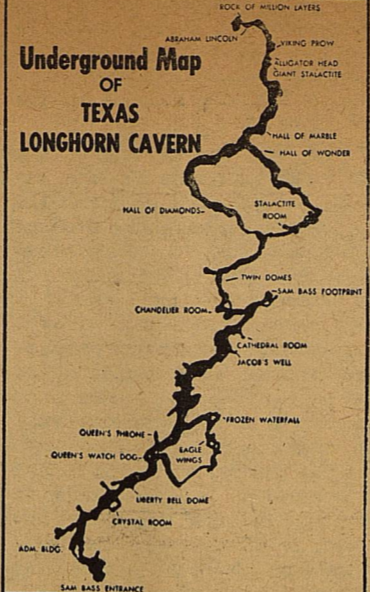 ROCK OF MILLION LAYERS
ABRAHAM LINCOLN
VIKING PROW
ALLIGATOR HEAD
GIANT STALACTITE
Underground Map
OF
TEXAS
LONGHORN CAVERN
HALL OF MARBLE
HALL OF WONDER
HALL OF DIAMONDS
STALACTITE
ROOM
TWIN DOMES
SAM BASS FOOTPRINT
CHANDELIER ROOM
CATHEDRAL ROOM
JACOB'S WELL
FROZEN WATERFALL
QUEEN'S THRONE
QUEEN'S WATCH DOG
EAGLE
WINGS
LIBERTY BELL DOME
CRYSTAL ROOM
ADM. BLDG.
SAM BASS ENTRANCE